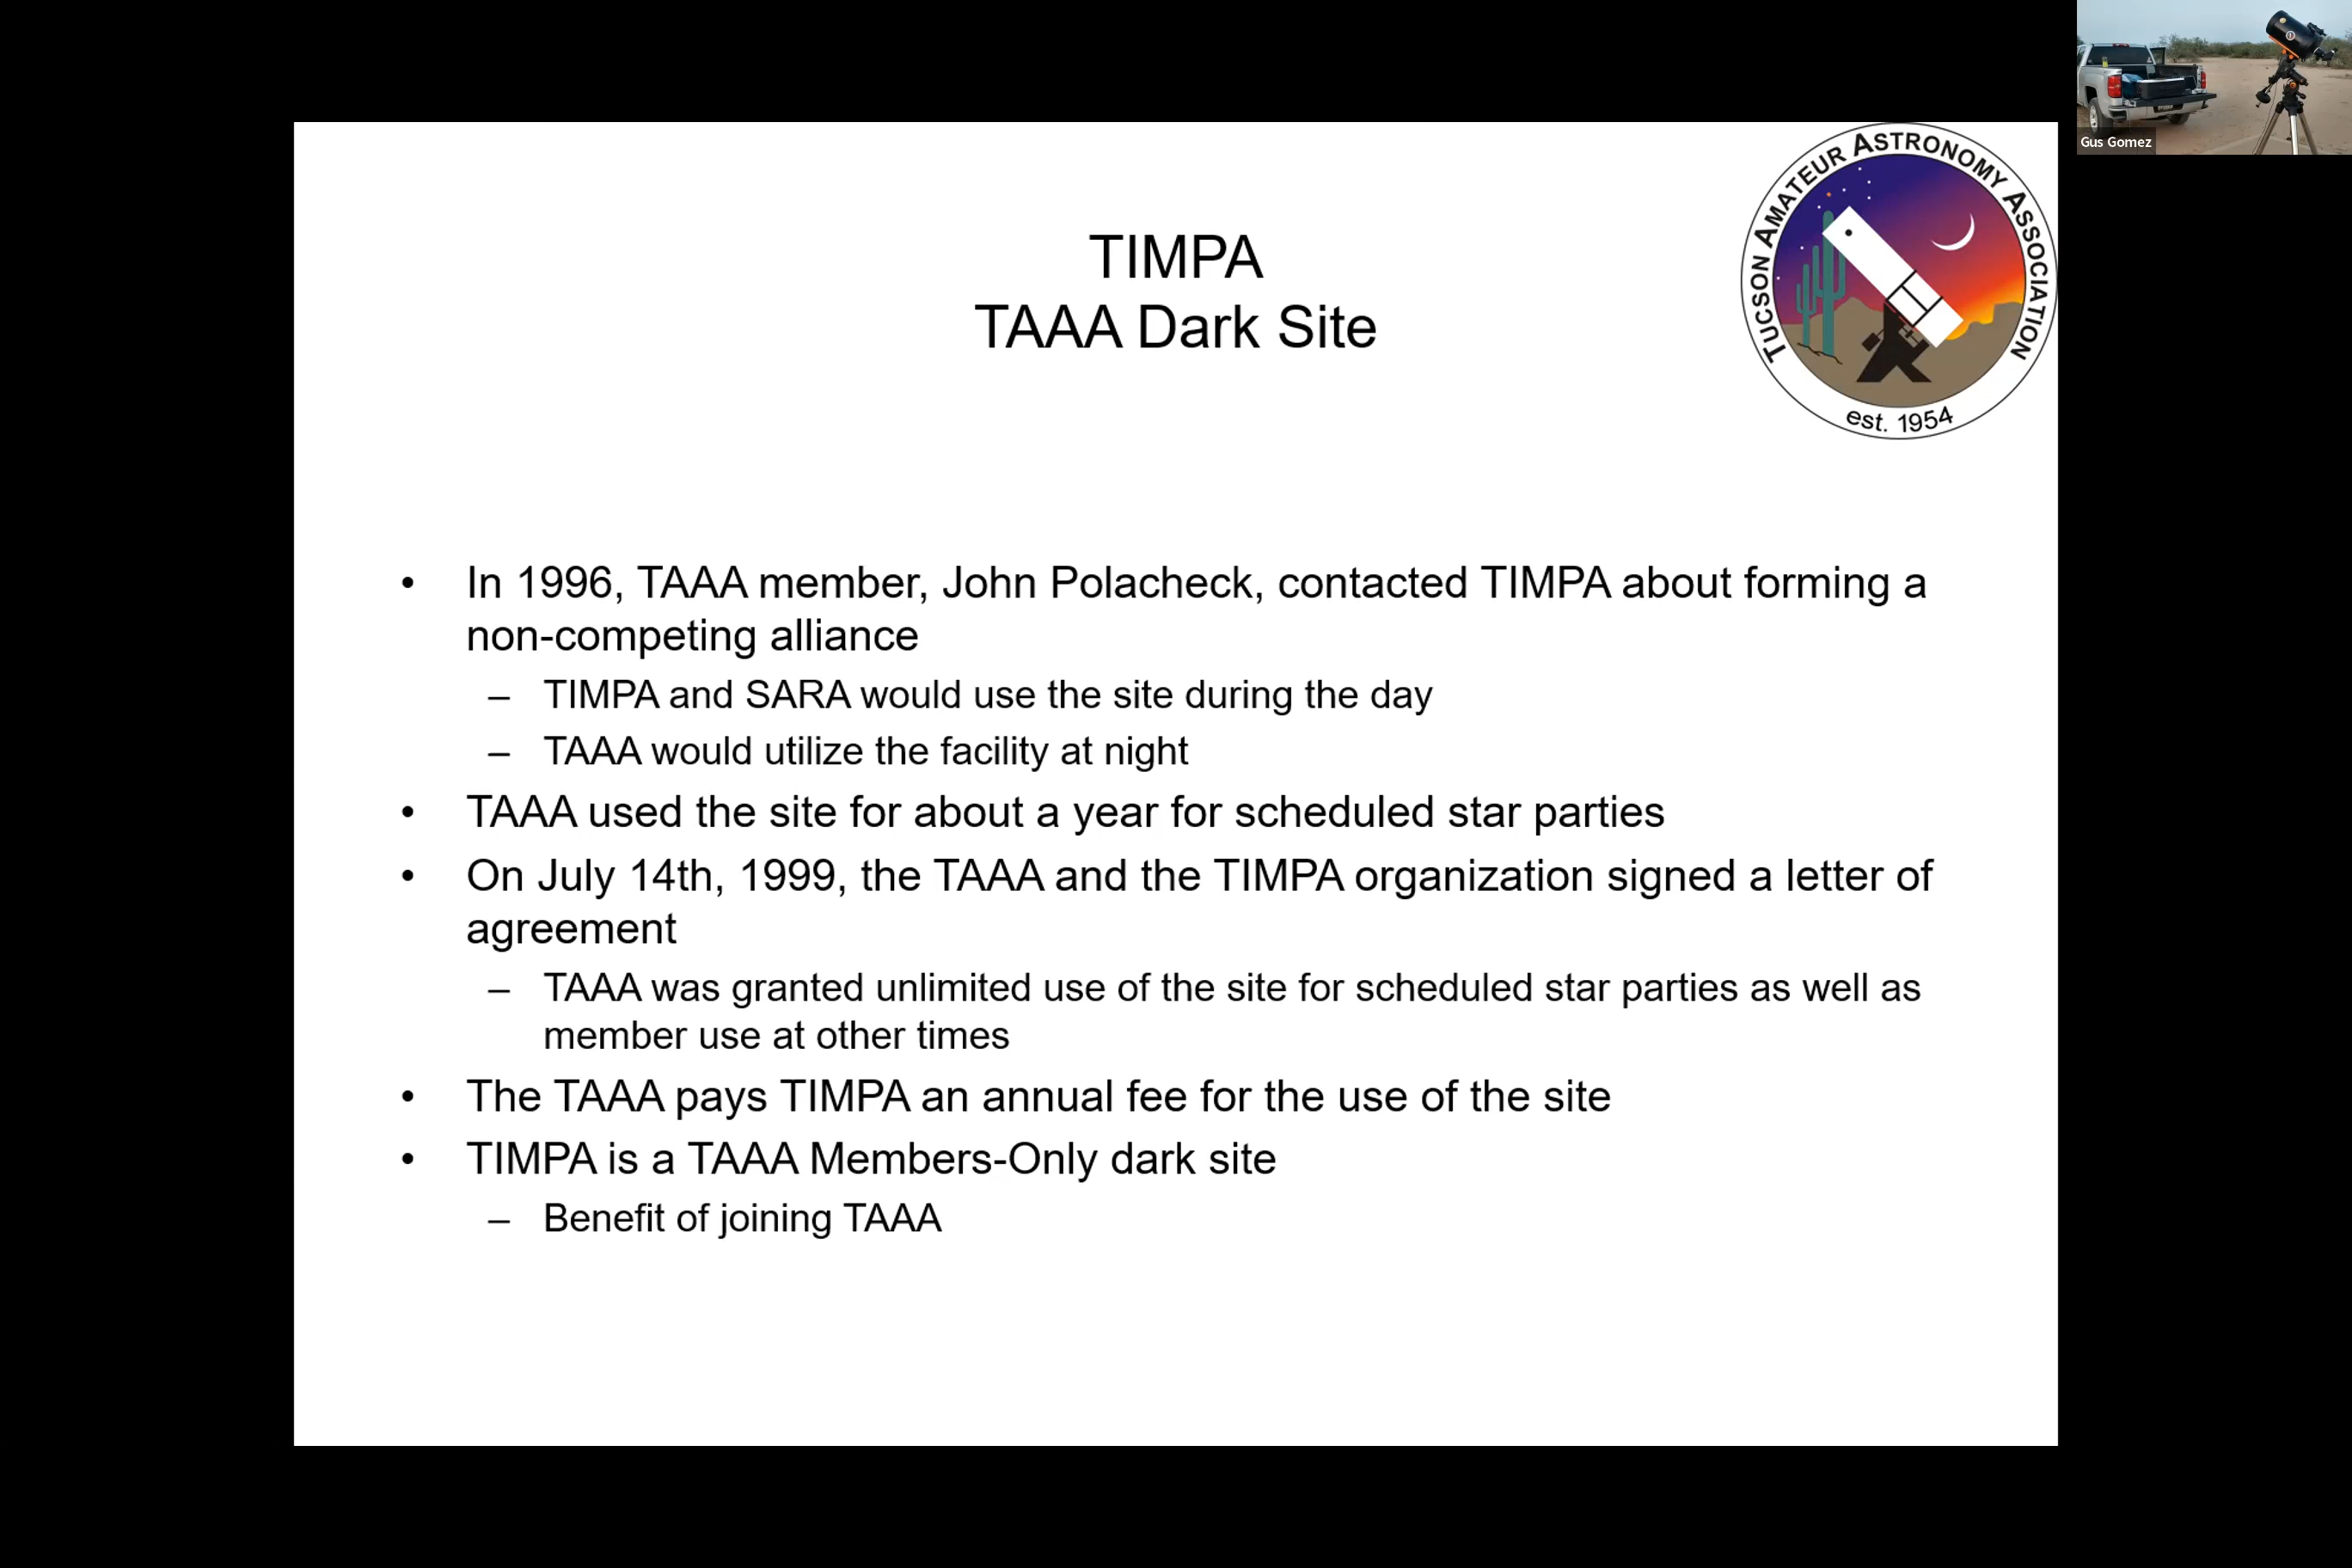 Gus Gomez
TUCSON AMATEUR ASTRONOMY ASSOCIATION
est. 1954
TIMPA
TAAA Dark Site
• In 1996, TAAA member, John Polacheck, contacted TIMPA about forming a
non-competing alliance
– TIMPA and SARA would use the site during the day
– TAAA would utilize the facility at night
• TAAA used the site for about a year for scheduled star parties
• On July 14th, 1999, the TAAA and the TIMPA organization signed a letter of
agreement
– TAAA was granted unlimited use of the site for scheduled star parties as well as
member use at other times
• The TAAA pays TIMPA an annual fee for the use of the site
• TIMPA is a TAAA Members-Only dark site
– Benefit of joining TAAA